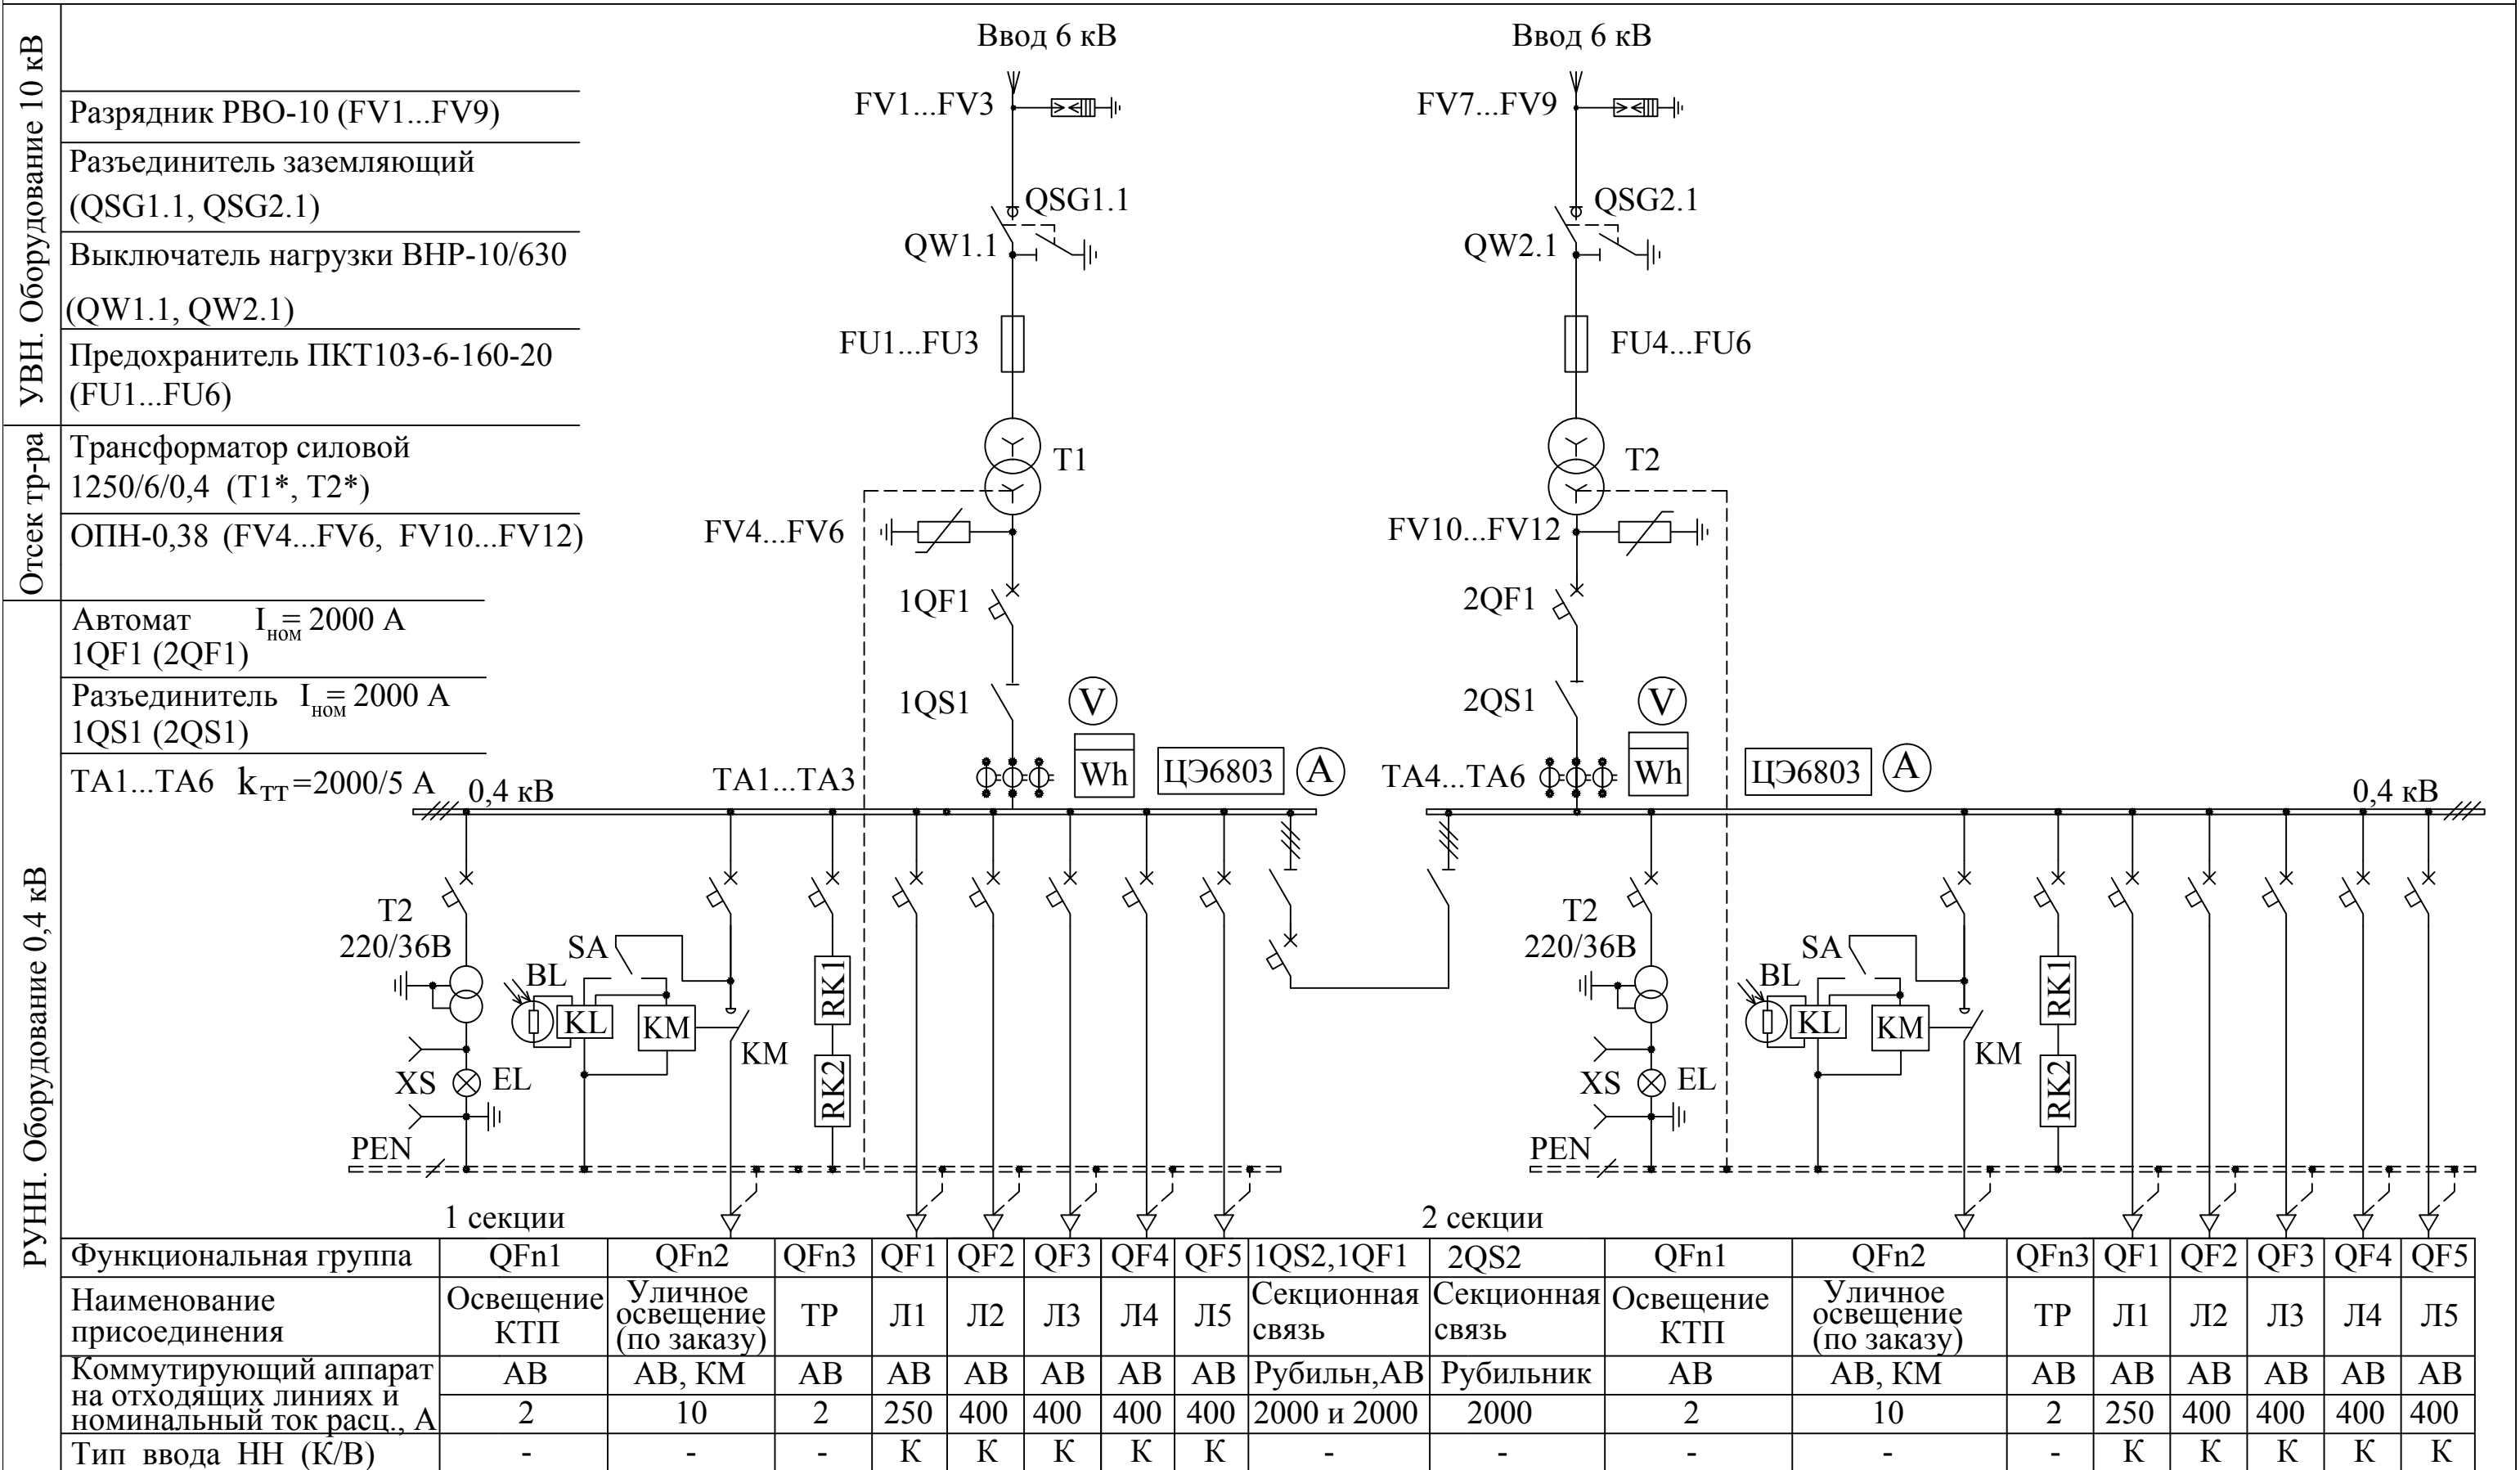 УВН. Оборудование 10 кВ
Разрядник РВО-10 (FV1...FV9)
Разъединитель заземляющий
(QSG1.1, QSG2.1)
Выключатель нагрузки ВНР-10/630
(QW1.1, QW2.1)
Предохранитель ПКТ103-6-160-20
(FU1...FU6)
Отсек тр-ра
Трансформатор силовой
1250/6/0,4 (Т1*, Т2*)
ОПН-0,38 (FV4...FV6, FV10...FV12)
РУНН. Оборудование 0,4 кВ
Автомат Iном= 2000 А
1QF1 (2QF1)
Разъединитель Iном= 2000 А
1QS1 (2QS1)
ТА1...ТА6 kтт=2000/5 А
Ввод 6 кВ
FV1...FV3
QSG1.1
QW1.1
FU1...FU3
Т1
FV4...FV6
1QF1
1QS1
V
Wh
ЦЭ6803
А
ТА1...ТА3
0,4 кВ
Ввод 6 кВ
FV7...FV9
QSG2.1
QW2.1
FU4...FU6
Т2
FV10...FV12
2QF1
2QS1
V
Wh
ЦЭ6803
А
ТА4...ТА6
0,4 кВ
Т2
220/36В
SA
BL
KL
KM
KM
RK1
RK2
XS
EL
PEN
1 секции
Т2
220/36В
SA
BL
KL
KM
KM
RK1
RK2
XS
EL
PEN
2 секции
Функциональная группа QFn1 QFn2 QFn3 QF1 QF2 QF3 QF4 QF5 1QS2,1QF1 2QS2 QFn1 QFn2 QFn3 QF1 QF2 QF3 QF4 QF5
Наименование
присоединения
Освещение
КТП
Уличное
освещение
(по заказу)
ТР Л1 Л2 Л3 Л4 Л5
Секционная
связь
Секционная
связь
Освещение
КТП
Уличное
освещение
(по заказу)
ТР Л1 Л2 Л3 Л4 Л5
Коммутирующий аппарат
на отходящих линиях и
номинальный ток расц., А
АВ АВ, КМ АВ АВ АВ АВ АВ АВ Рубильн,АВ Рубильник АВ АВ, КМ АВ АВ АВ АВ АВ АВ
2 10 2 250 400 400 400 400 2000 и 2000 2000 2 10 2 250 400 400 400 400
Тип ввода НН (К/В) - - - К К К К К - - - - - К К К К К